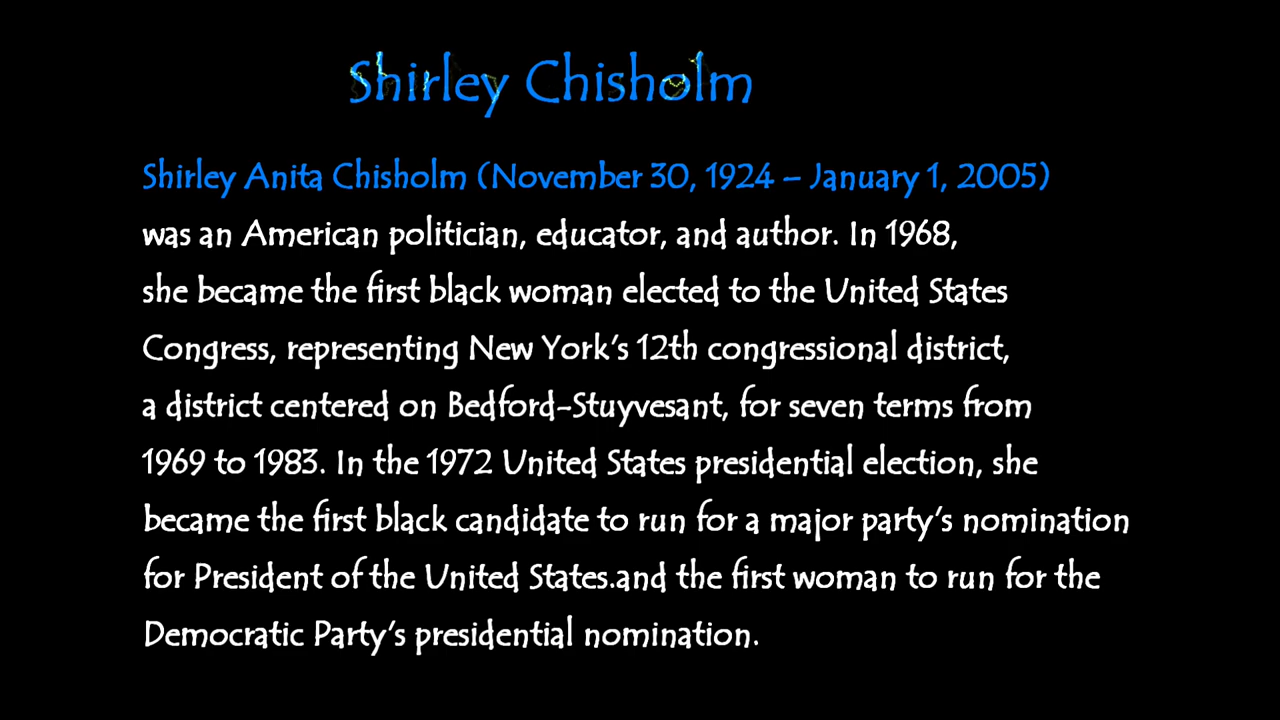 Shirley Chisholm
Shirley Anita Chisholm (November 30, 1924 – January 1, 2005)
was an American politician, educator, and author. In 1968,
she became the first black woman elected to the United States
Congress, representing New York's 12th congressional district,
a district centered on Bedford-Stuyvesant, for seven terms from
1969 to 1983. In the 1972 United States presidential election, she
became the first black candidate to run for a major party's nomination
for President of the United States.and the first woman to run for the
Democratic Party's presidential nomination.